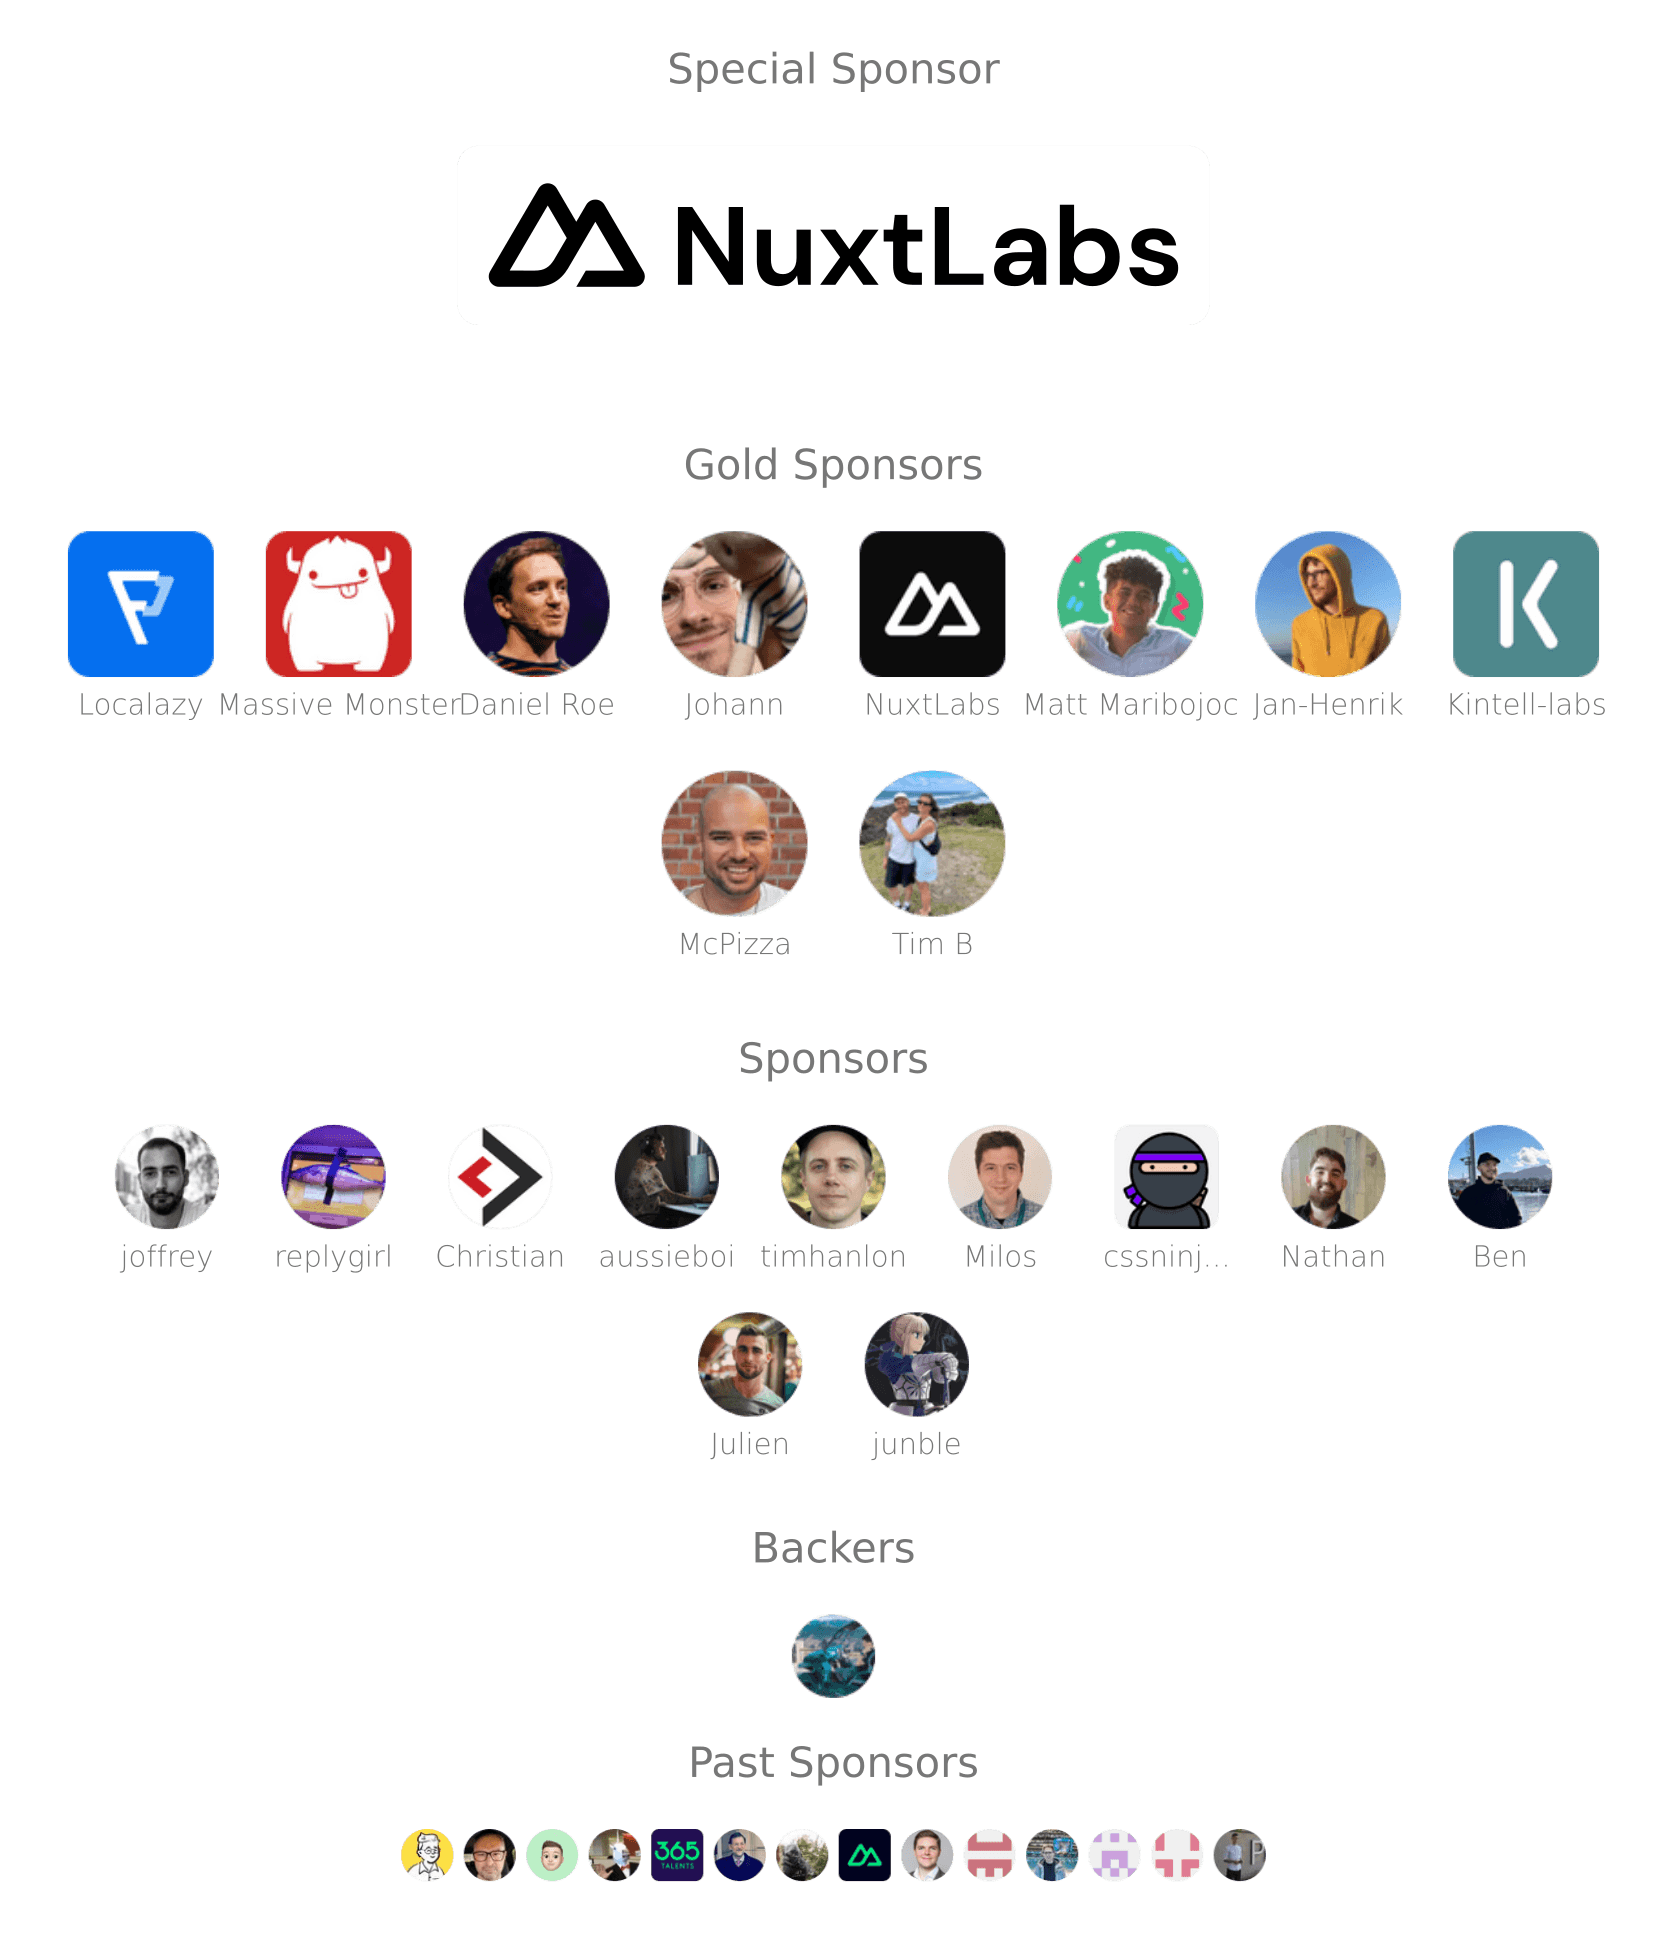 Special Sponsor
NuxtLabs
Gold Sponsors
Localazy Massive Monster Daniel Roe Johann NuxtLabs Matt Maribojoc Jan-Henrik Kintell-labs
McPizza Tim B
Sponsors
joffrey replygirl Christian aussieboi timhanlon Milos cssninj... Nathan Ben
Julien junble
Backers
Past Sponsors
365
TALENTS
P